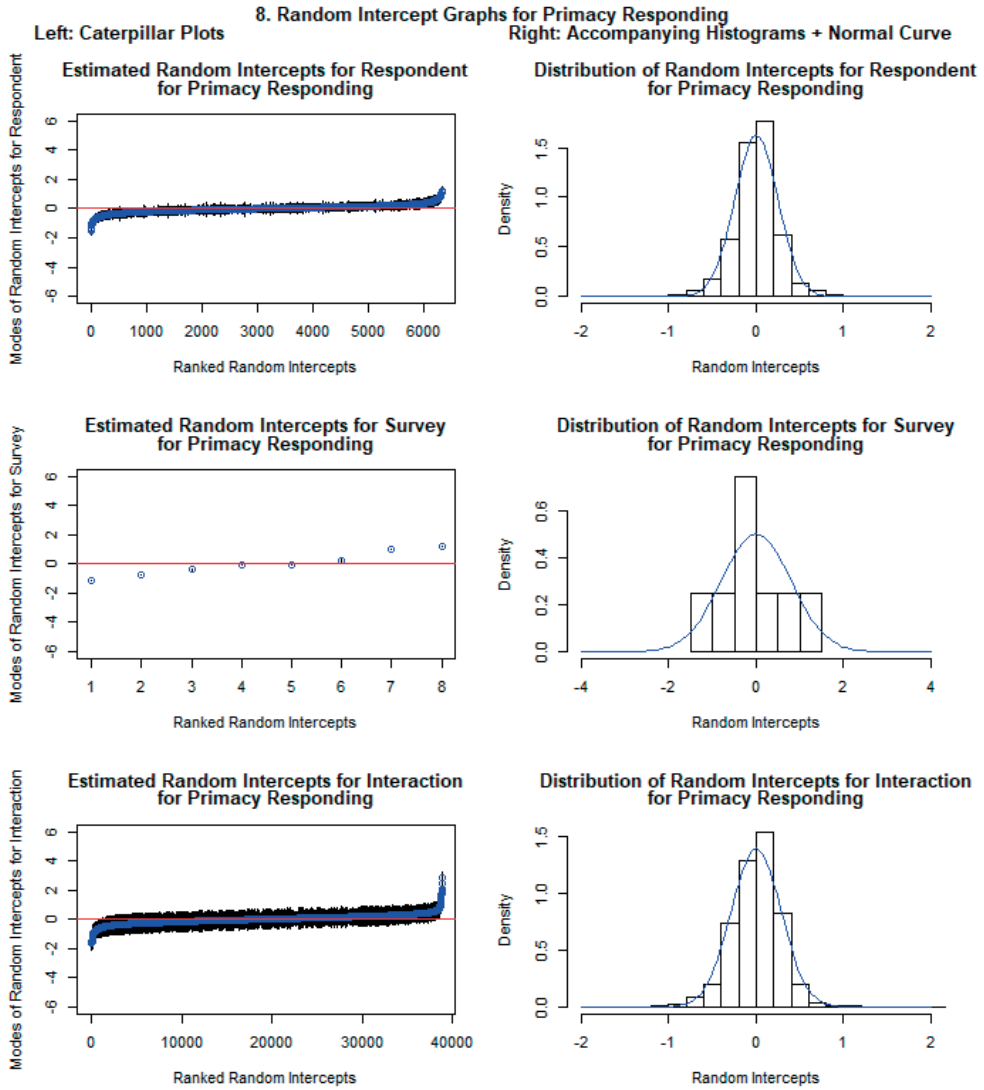 8. Random Intercept Graphs for Primacy Responding
Left: Caterpillar Plots
Right: Accompanying Histograms + Normal Curve
Estimated Random Intercepts for Respondent
for Primacy Responding
Modes of Random Intercepts for Respondent
6
4
2
0
-2
-4
-6
0 1000 2000 3000 4000 5000 6000
Ranked Random Intercepts
Distribution of Random Intercepts for Respondent
for Primacy Responding
Density
1.5
1.0
0.5
0.0
-2 -1 0 1 2
Random Intercepts
Estimated Random Intercepts for Survey
for Primacy Responding
Modes of Random Intercepts for Survey
6
4
2
0
-2
-4
-6
1 2 3 4 5 6 7 8
Ranked Random Intercepts
Distribution of Random Intercepts for Survey
for Primacy Responding
Density
0.6
0.4
0.2
0.0
-4 -2 0 2 4
Random Intercepts
Estimated Random Intercepts for Interaction
for Primacy Responding
Modes of Random Intercepts for Interaction
6
4
2
0
-2
-4
-6
0 10000 20000 30000 40000
Ranked Random Intercepts
Distribution of Random Intercepts for Interaction
for Primacy Responding
Density
1.5
1.0
0.5
0.0
-2 -1 0 1 2
Random Intercepts